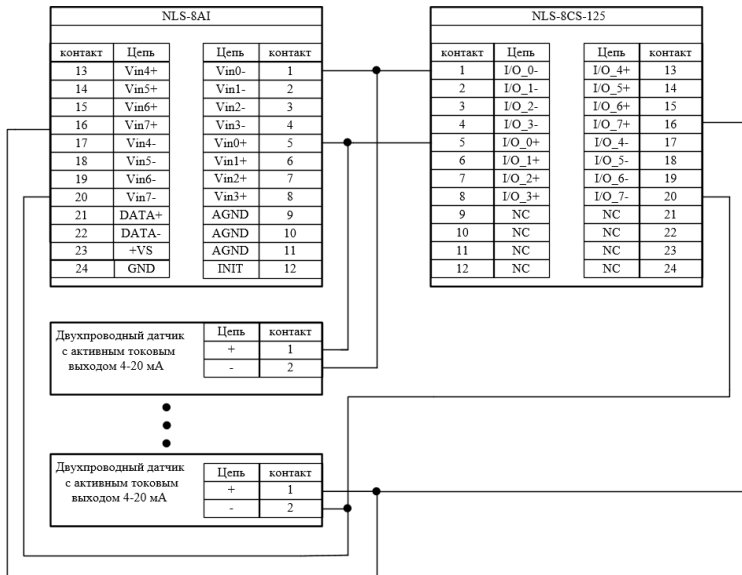 NLS-8AI
контакт Цепь Цепь контакт
13 Vin4+ Vin0- 1
14 Vin5+ Vin1- 2
15 Vin6+ Vin2- 3
16 Vin7+ Vin3- 4
17 Vin4- Vin0+ 5
18 Vin5- Vin1+ 6
19 Vin6- Vin2+ 7
20 Vin7- Vin3+ 8
21 DATA+ AGND 9
22 DATA- AGND 10
23 +VS AGND 11
24 GND INIT 12
NLS-8CS-125
контакт Цепь Цепь контакт
1 I/O_0- I/O_4+ 13
2 I/O_1- I/O_5+ 14
3 I/O_2- I/O_6+ 15
4 I/O_3- I/O_7+ 16
5 I/O_0+ I/O_4- 17
6 I/O_1+ I/O_5- 18
7 I/O_2+ I/O_6- 19
8 I/O_3+ I/O_7- 20
9 NC NC 21
10 NC NC 22
11 NC NC 23
12 NC NC 24
Двухпроводный датчик
с активным токовым
выходом 4-20 мА
Цепь контакт
+ 1
- 2
Двухпроводный датчик
с активным токовым
выходом 4-20 мА
Цепь контакт
+ 1
- 2